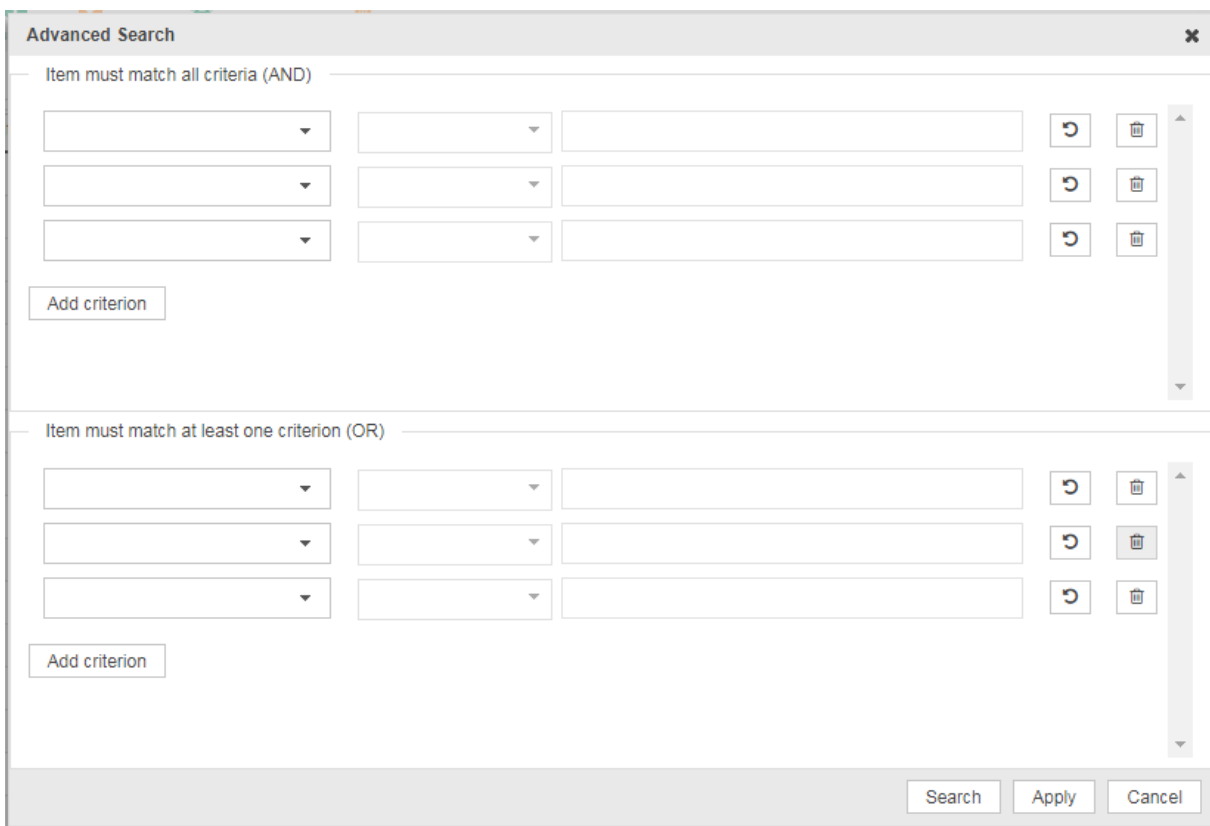 Advanced Search
Item must match all criteria (AND)
Add criterion
Item must match at least one criterion (OR)
Add criterion
Search Apply Cancel